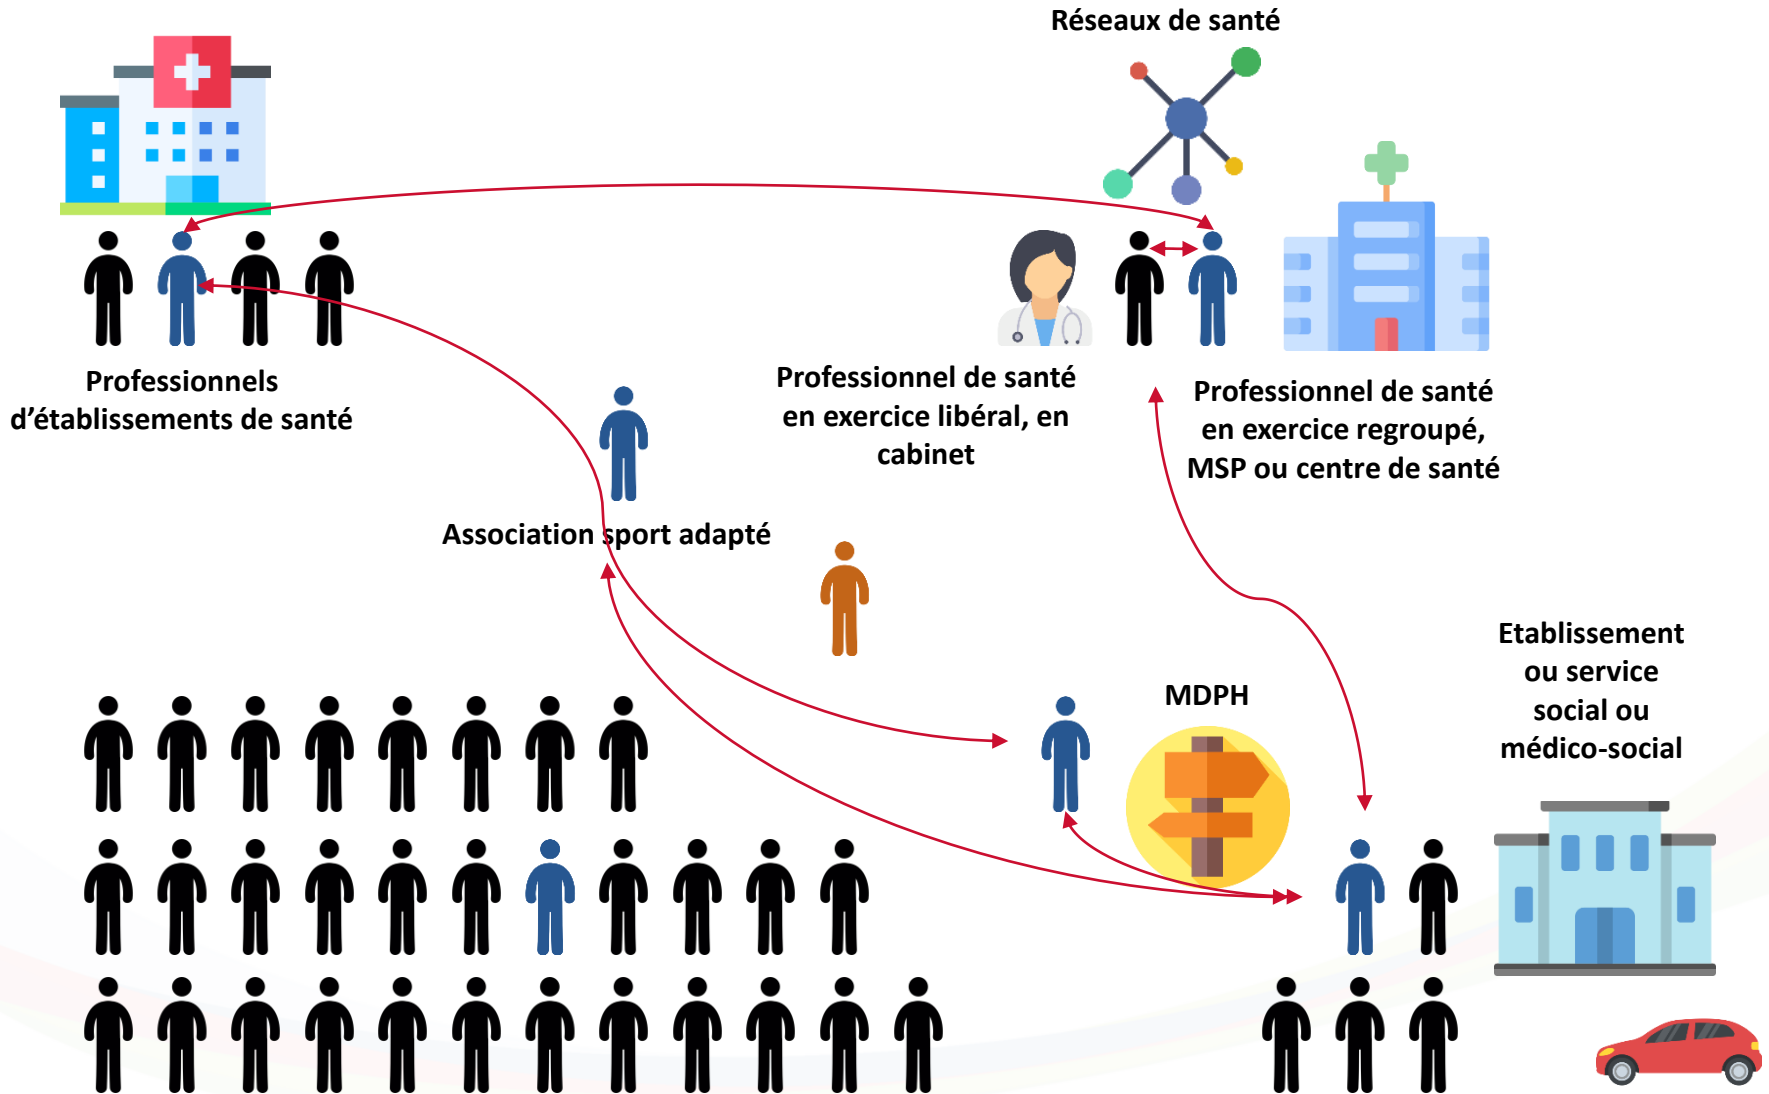 Réseaux de santé
Professionnels
d’établissements de santé
Professionnel de santé
en exercice libéral, en
cabinet
Professionnel de santé
en exercice regroupé,
MSP ou centre de santé
Association sport adapté
Etablissement
ou service
social ou
médico-social
MDPH